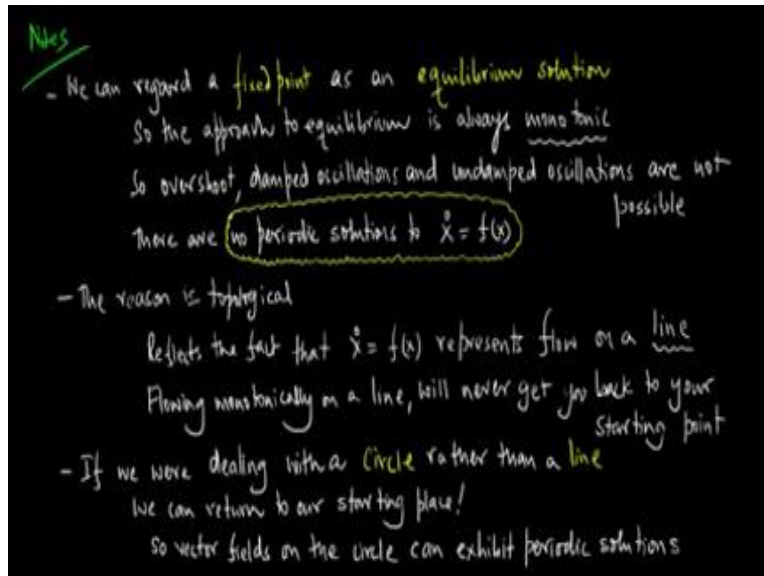 Notes
- We can regard a fixed point as an equilibrium solution
So the approach to equilibrium is always monotonic
So overshoot, damped oscillations and undamped oscillations are not
possible
There are no periodic solutions to ẋ = f(x)
- The reason is topological
Reflects the fact that ẋ = f(x) represents flow on a line
Flowing monotonically on a line, will never get you back to your
starting point
- If we were dealing with a circle rather than a line
We can return to our starting place!
So vector fields on the circle can exhibit periodic solutions